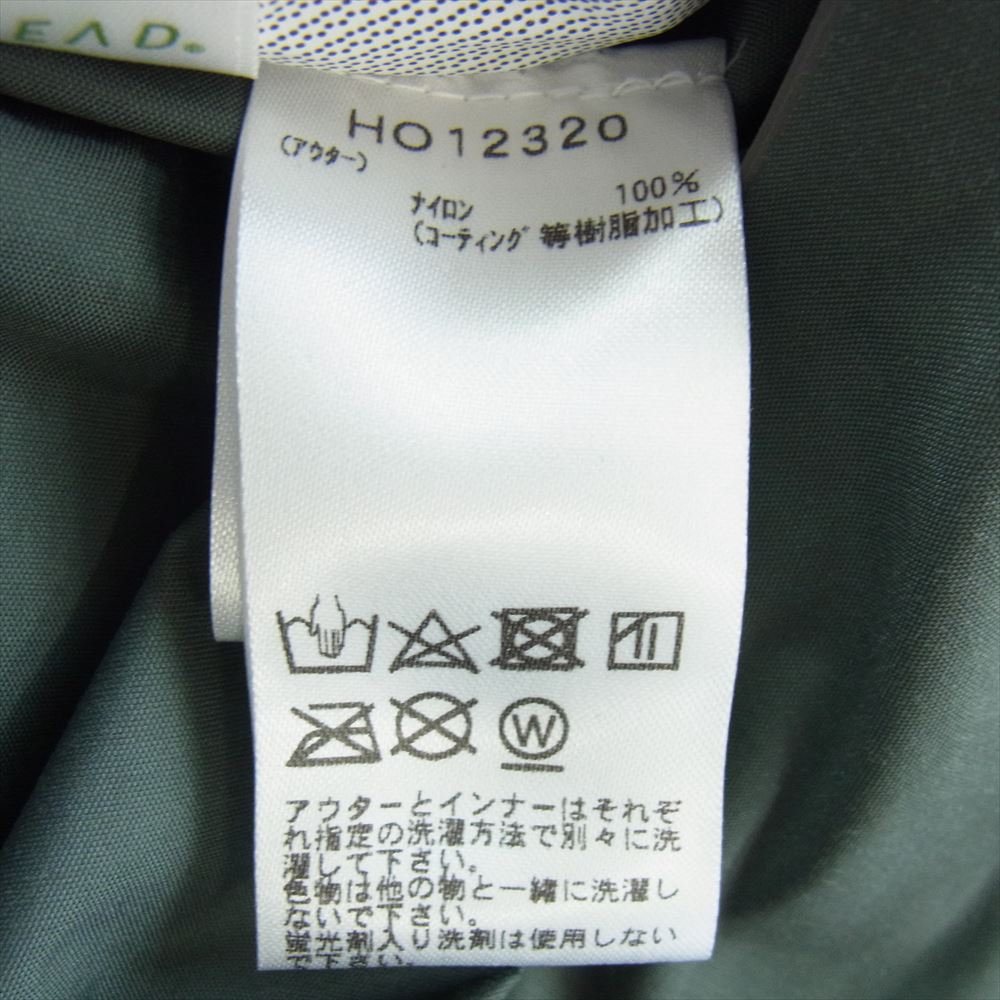 EAD®
HO12320
(アウター)
ナイロン 100%
(コーティング等樹脂加工)
W
アウターとインナーはそれぞ
れ指定の洗濯方法で別々に洗
濯して下さい。
色物は他の物と一緒に洗濯し
ないで下さい。
蛍光剤入り洗剤は使用しない
で下さい。